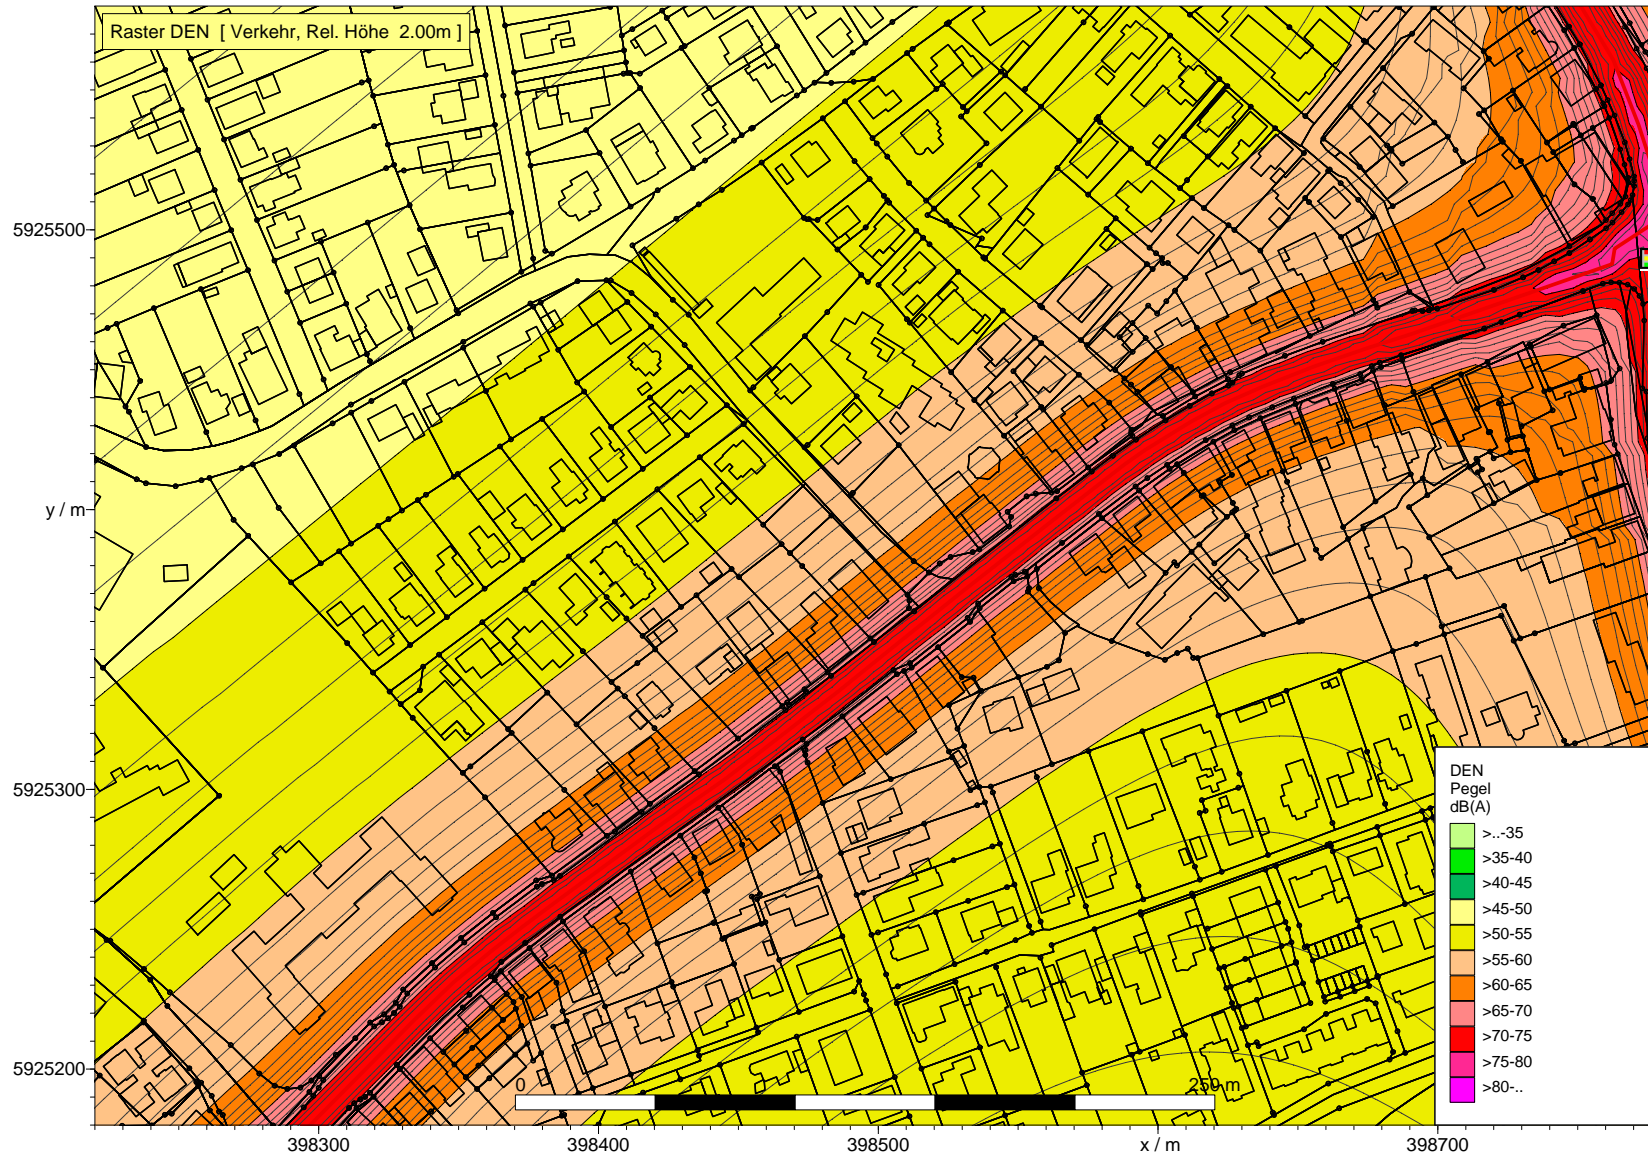 Raster DEN [ Verkehr, Rel. Höhe 2.00m ]
5925500
y / m
5925300
5925200
DEN
Pegel
dB(A)
>..-35
>35-40
>40-45
>45-50
>50-55
>55-60
>60-65
>65-70
>70-75
>75-80
>80-..
0 250 m
398300 398400 398500 x / m 398700